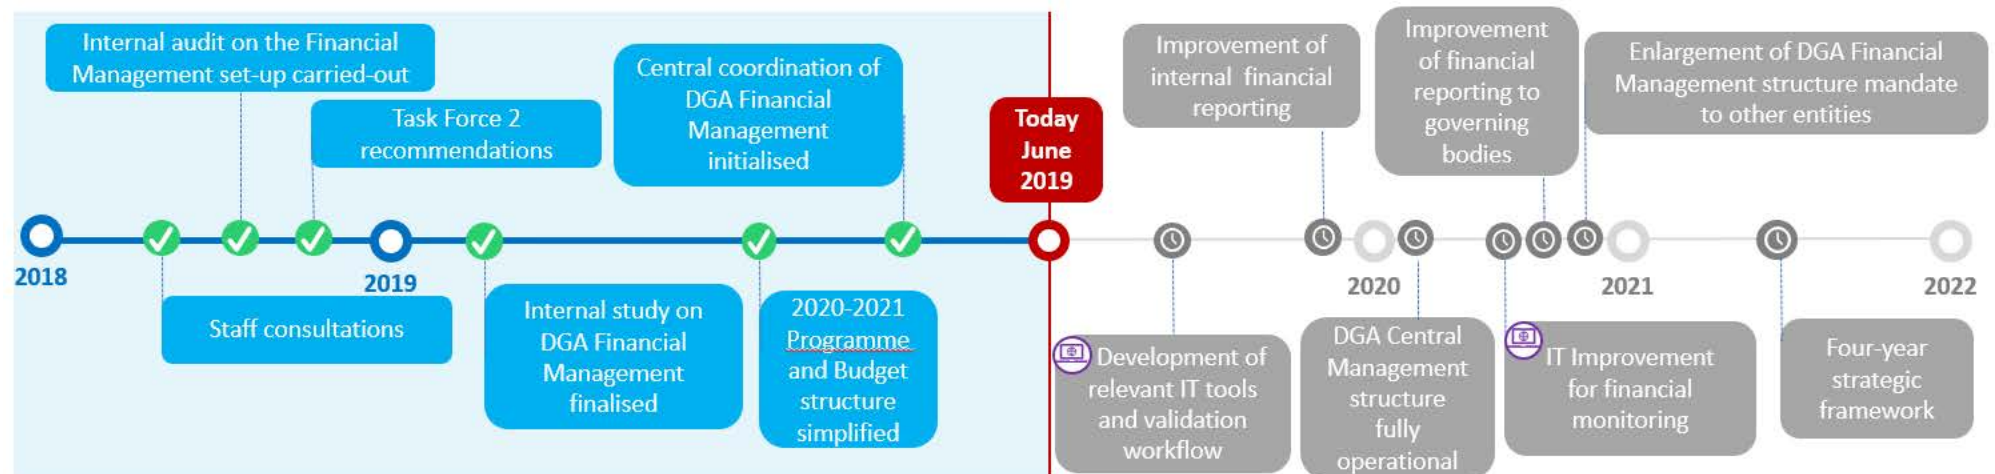 Internal audit on the Financial
Management set-up carried-out
Task Force 2
recommendations
Central coordination of
DGA Financial
Management
initialised
Today
June
2019
Improvement of
internal financial
reporting
Improvement
of financial
reporting to
governing
bodies
Enlargement of DGA Financial
Management structure mandate
to other entities
2018
2019
2020
2021
2022
Staff consultations
Internal study on
DGA Financial
Management
finalised
2020-2021
Programme
and Budget
structure
simplified
Development of
relevant IT tools
and validation
workflow
DGA Central
Management
structure
fully
operational
IT Improvement
for financial
monitoring
Four-year
strategic
framework